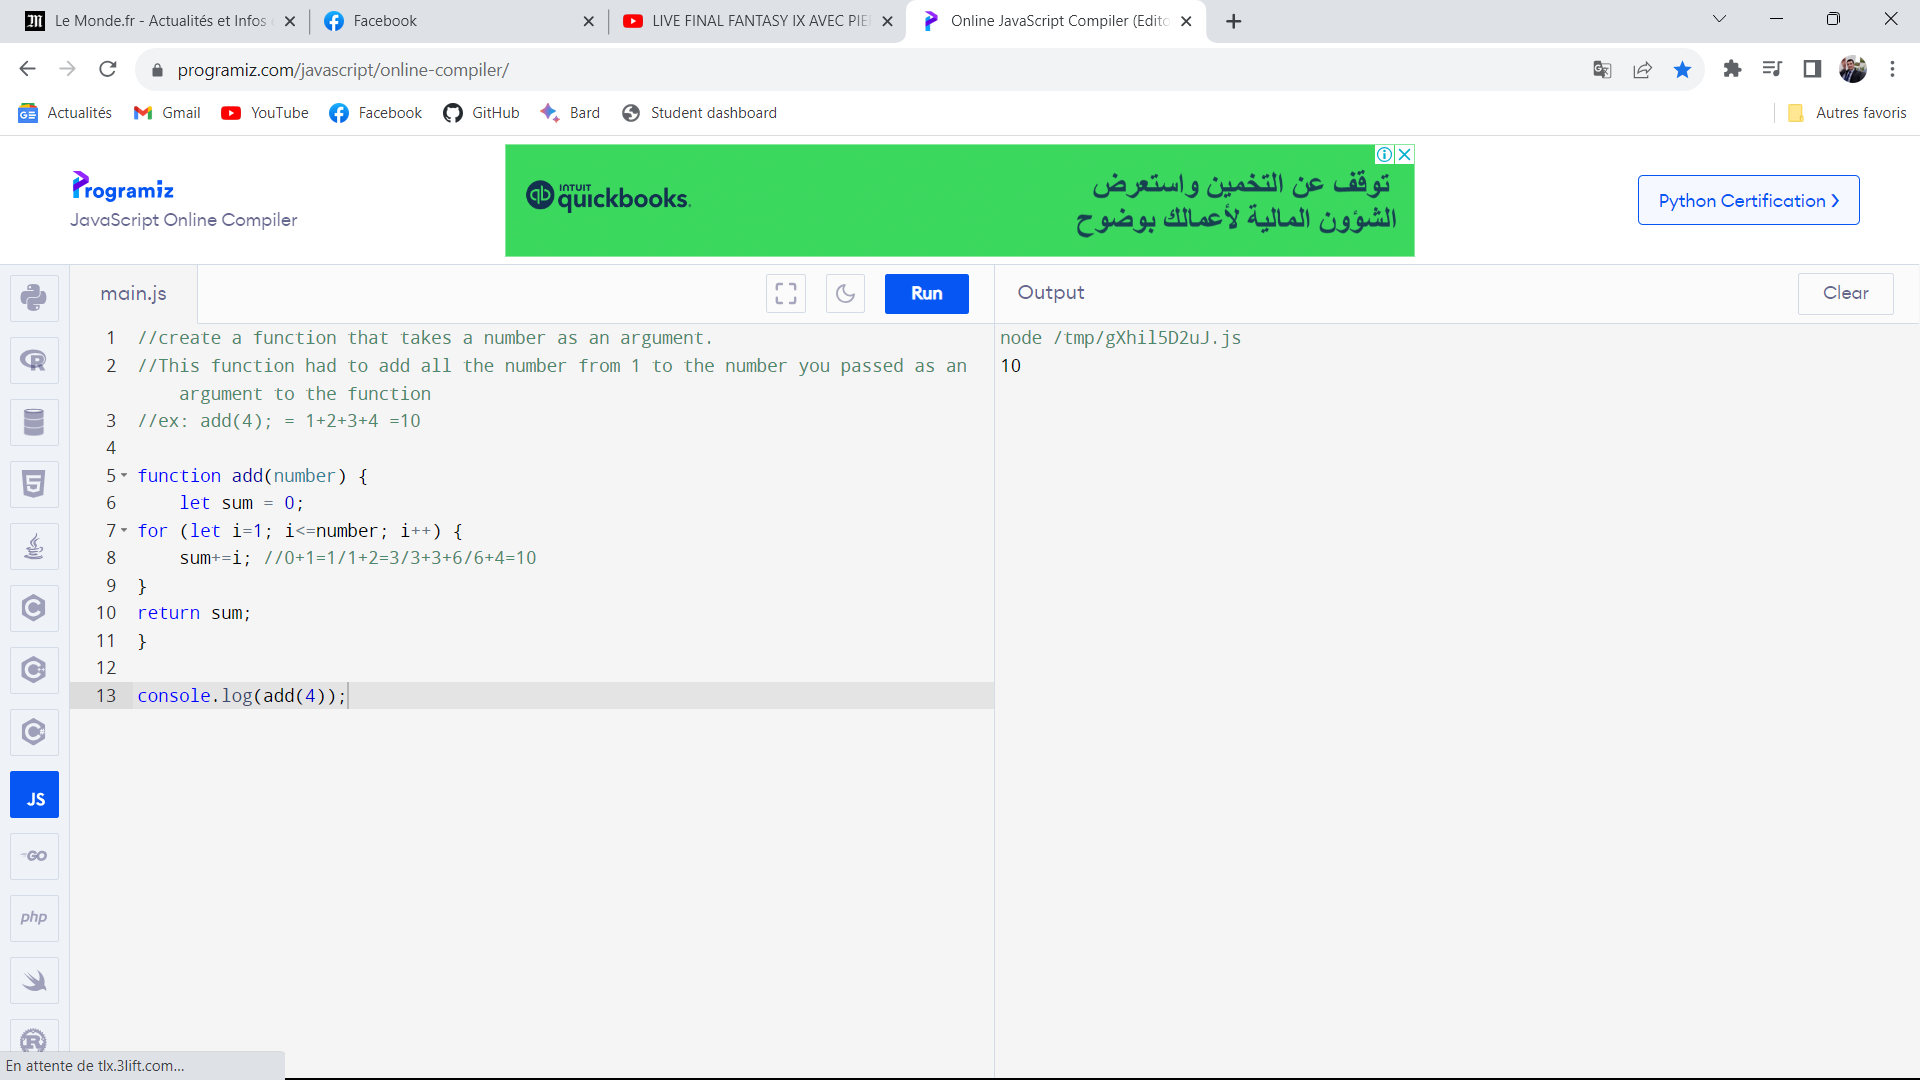 Le Monde.fr - Actualités et Infos
Facebook
LIVE FINAL FANTASY IX AVEC PIE
Online JavaScript Compiler (Edito
programiz.com/javascript/online-compiler/
Actualités
Gmail
YouTube
Facebook
GitHub
Bard
Student dashboard
Autres favoris
Programiz
JavaScript Online Compiler
INTUIT
quickbooks.
توقف عن التخمين واستعرض
الشؤون المالية لأعمالك بوضوح
Python Certification
main.js
Run
Output
Clear
1 //create a function that takes a number as an argument.
2 //This function had to add all the number from 1 to the number you passed as an
argument to the function
3 //ex: add(4); = 1+2+3+4 =10
4
5 function add(number) {
6 let sum = 0;
7 for (let i=1; i<=number; i++) {
8 sum+=i; //0+1=1/1+2=3/3+3+6/6+4=10
9 }
10 return sum;
11 }
12
13 console.log(add(4));
node /tmp/gXhil5D2uJ.js
10
JS
GO
php
En attente de tlx.3lift.com...